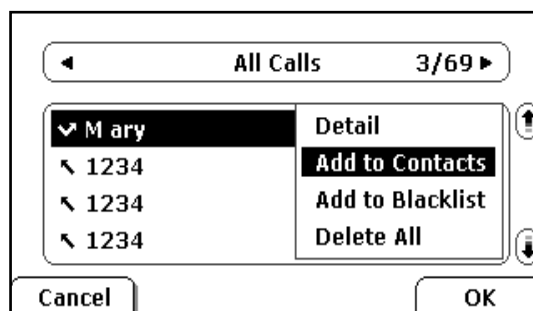 All Calls 3/69
M ary
1234
1234
1234
Detail
Add to Contacts
Add to Blacklist
Delete All
Cancel OK